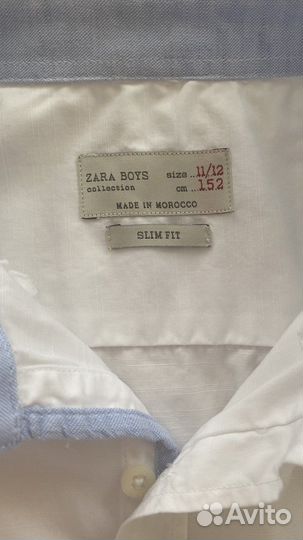 ZARA BOYS size .. 11/12
collection cm .. 152
MADE IN MOROCCO
SLIM FIT
Avito